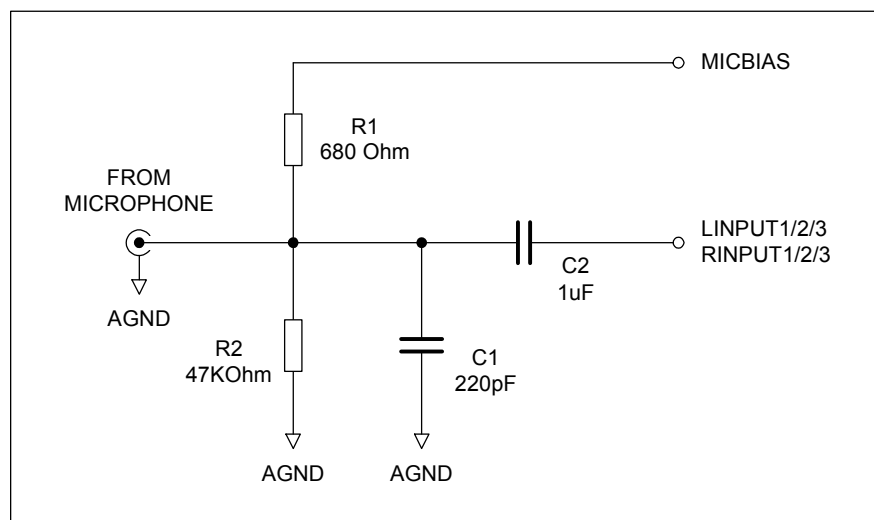 MICBIAS
R1
680 Ohm
FROM
MICROPHONE
LINPUT1/2/3
RINPUT1/2/3
C2
1uF
AGND
R2
47KOhm
C1
220pF
AGND
AGND